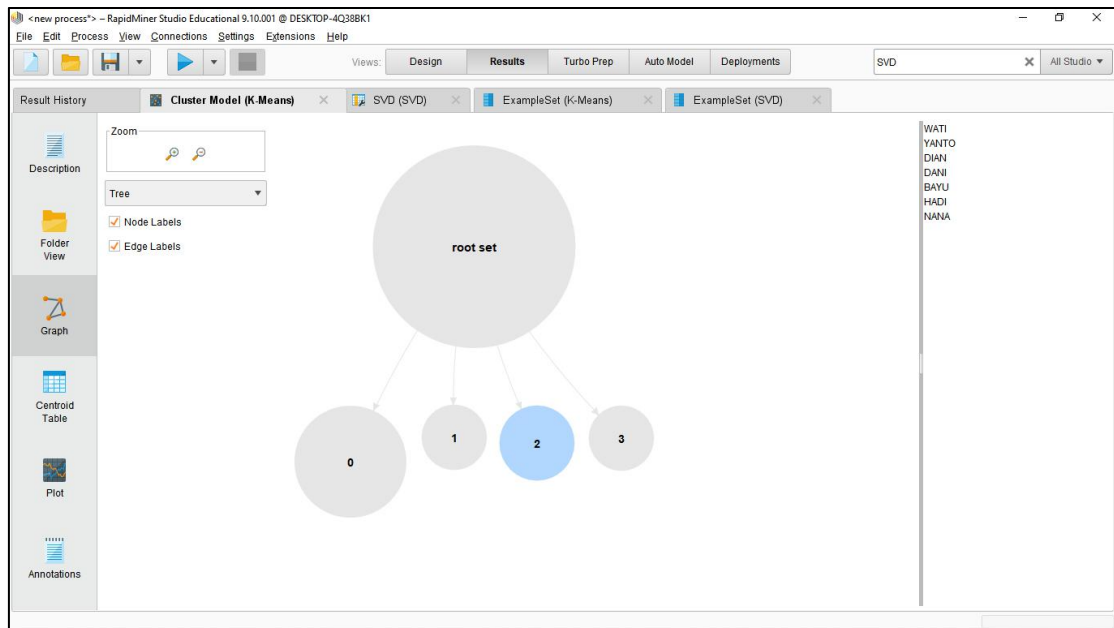 <new process*> – RapidMiner Studio Educational 9.10.001 @ DESKTOP-4Q38BK1
File Edit Process View Connections Settings Extensions Help
Views: Design Results Turbo Prep Auto Model Deployments SVD All Studio
Result History Cluster Model (K-Means) SVD (SVD) ExampleSet (K-Means) ExampleSet (SVD)
Description
Folder
View
Graph
Centroid
Table
Plot
Annotations
Zoom
Tree
Node Labels
Edge Labels
root set
0
1
2
3
WATI
YANTO
DIAN
DANI
BAYU
HADI
NANA